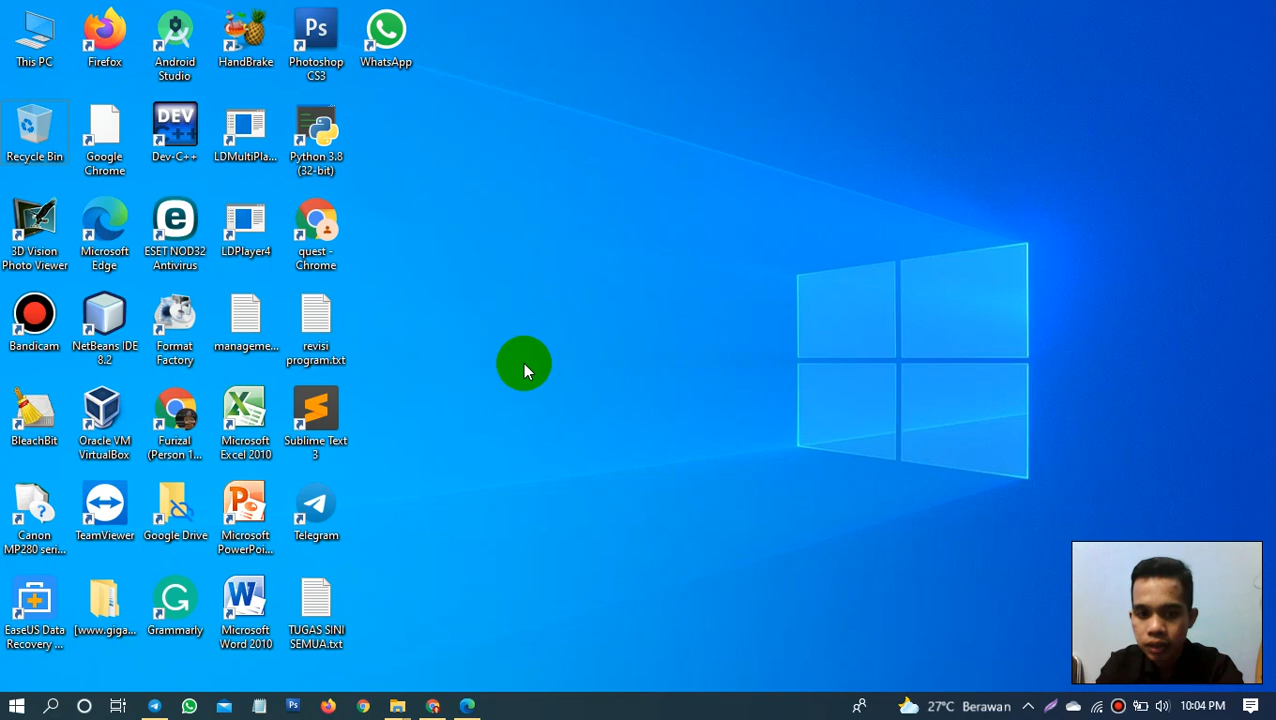 This PC
Firefox
Android
Studio
HandBrake
Ps
Photoshop
CS3
WhatsApp
Recycle Bin
Google
Chrome
DEV
C++
Dev-C++
LDMultiPla...
Python 3.8
(32-bit)
3D Vision
Photo Viewer
Microsoft
Edge
e
ESET NOD32
Antivirus
LDPlayer4
quest -
Chrome
Bandicam
NetBeans IDE
8.2
Format
Factory
manageme...
revisi
program.txt
BleachBit
Oracle VM
VirtualBox
Furizal
(Person 1...
Microsoft
Excel 2010
Sublime Text
3
Canon
MP280 seri...
TeamViewer
Google Drive
P
Microsoft
PowerPoi...
Telegram
EaseUS Data
Recovery ...
[www.giga...
Grammarly
W
Microsoft
Word 2010
TUGAS SINI
SEMUA.txt
Ps
27°C Berawan
10:04 PM